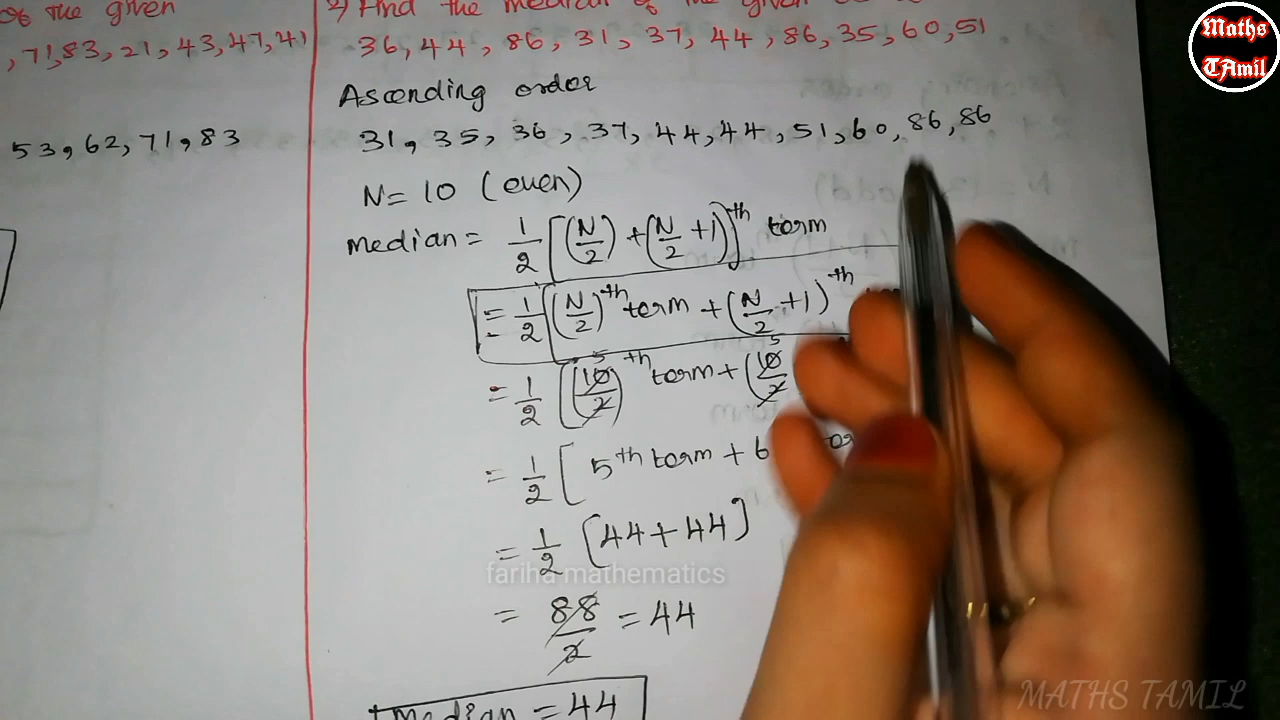 of the given
, 71, 83, 21, 43, 47, 41
53, 62, 71, 83
2) Find the median of the given
36, 44, 86, 31, 37, 44, 86, 35, 60, 51
Ascending order
31, 35, 36, 37, 44, 44, 51, 60, 86, 86
N = 10 (even)
median = 1/2 [(N/2) + (N/2 + 1)]th term
= 1/2 [(N/2)th term + (N/2 + 1)th
= 1/2 [(10/2)5 th term + (10/2 5
= 1/2 [ 5th term + 6
= 1/2 [44 + 44]
= 88/2 = 44
Median = 44
fariha mathematics
Maths
TAmil
MATHS TAMIL